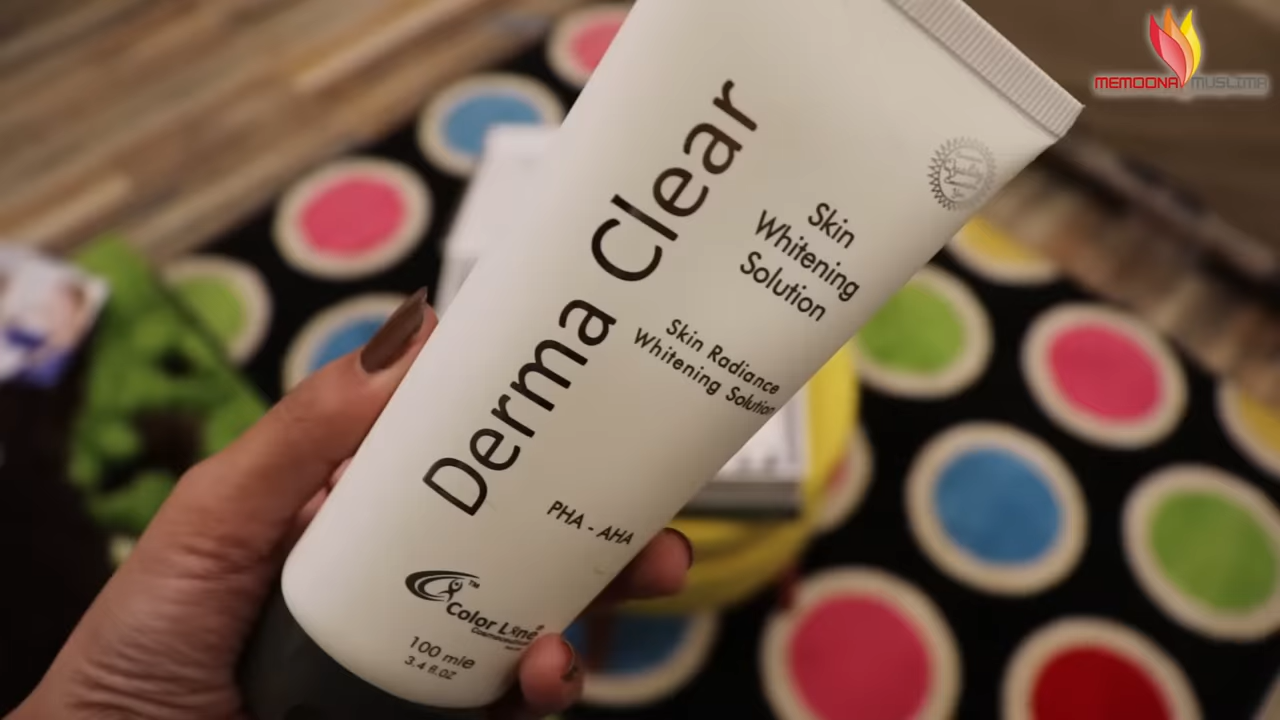 MEMOONA MUSLIMA
Derma Clear
Skin
Whitening
Solution
Skin Radiance
Whitening Solution
PHA - AHA
TM
Color Line
100 mle
3.4 fl.oz